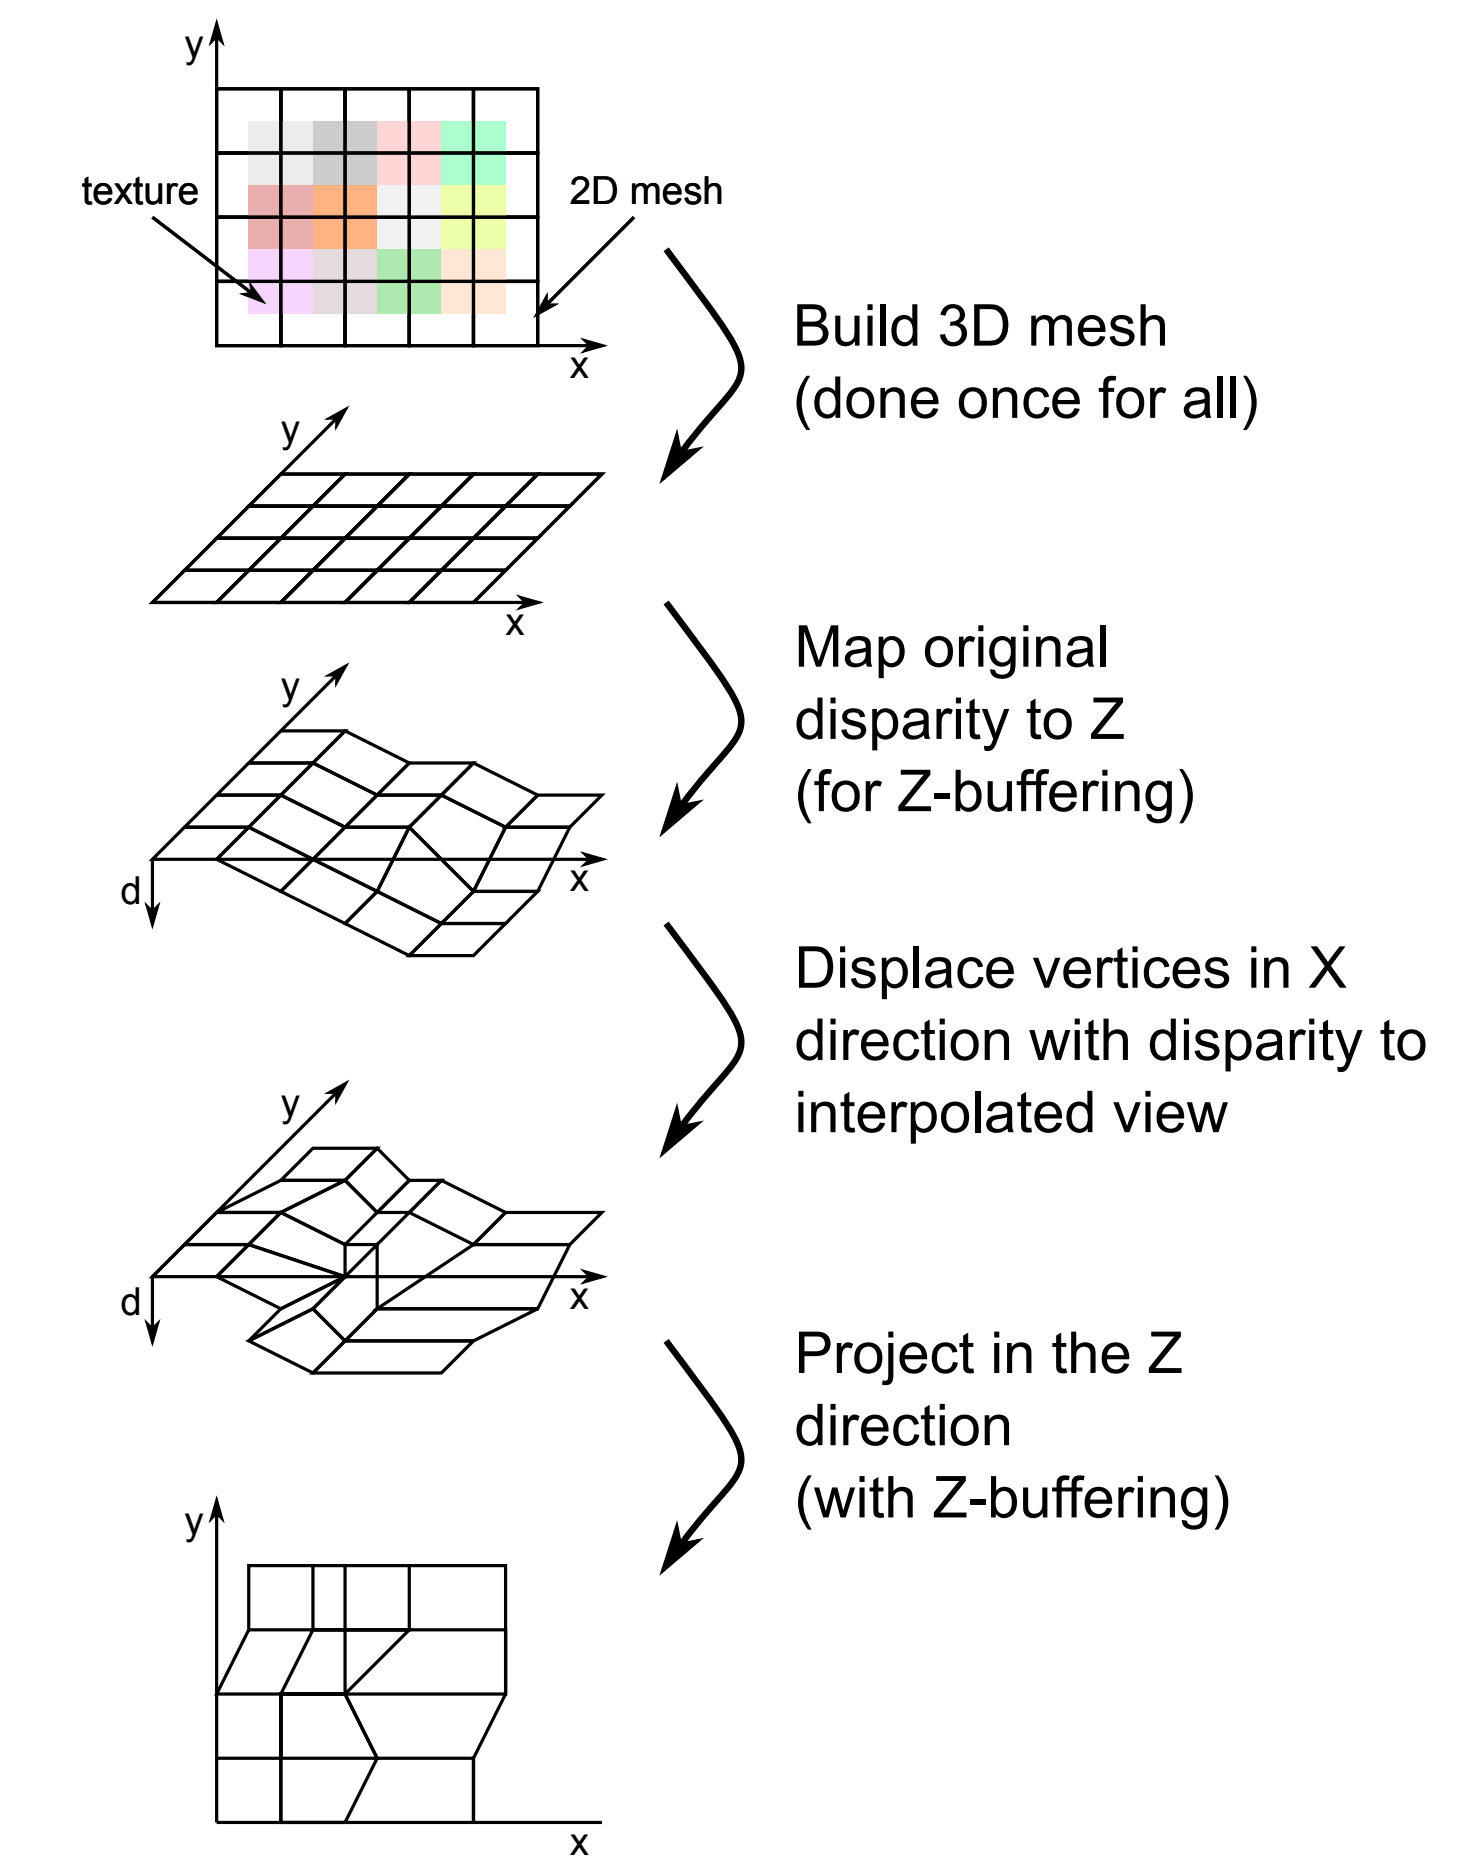 y
texture
2D mesh
x
Build 3D mesh
(done once for all)
y
x
Map original
disparity to Z
(for Z-buffering)
y
x
d
Displace vertices in X
direction with disparity to
interpolated view
y
x
d
Project in the Z
direction
(with Z-buffering)
y
x